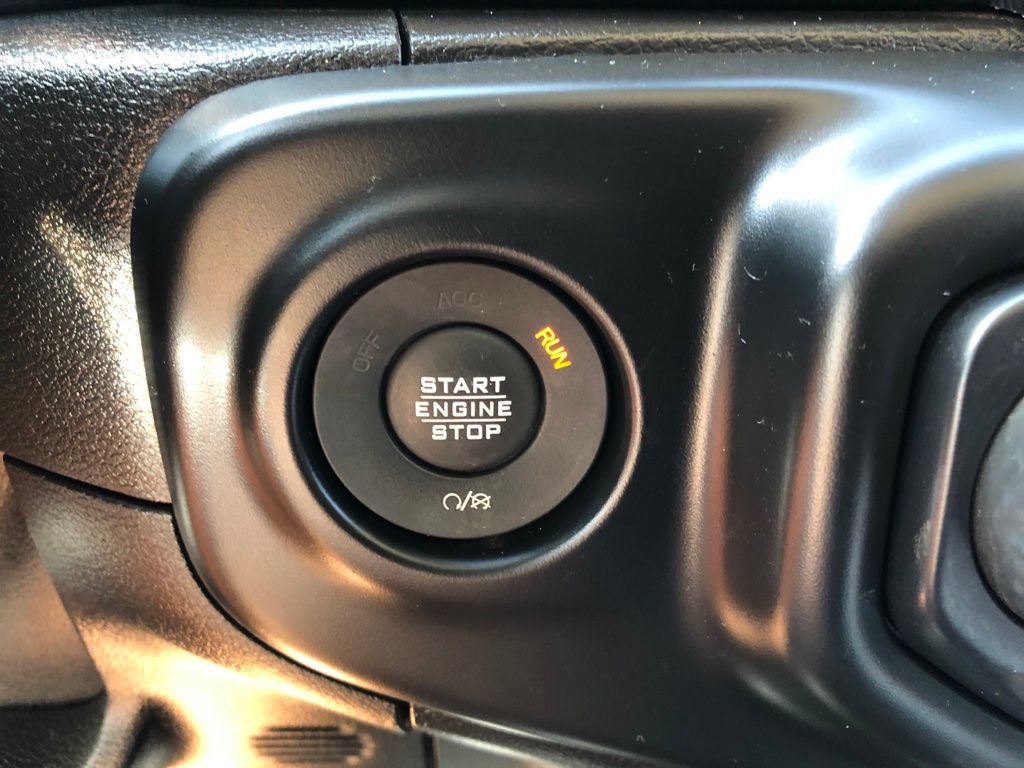 ACC
OFF
RUN
START
ENGINE
STOP